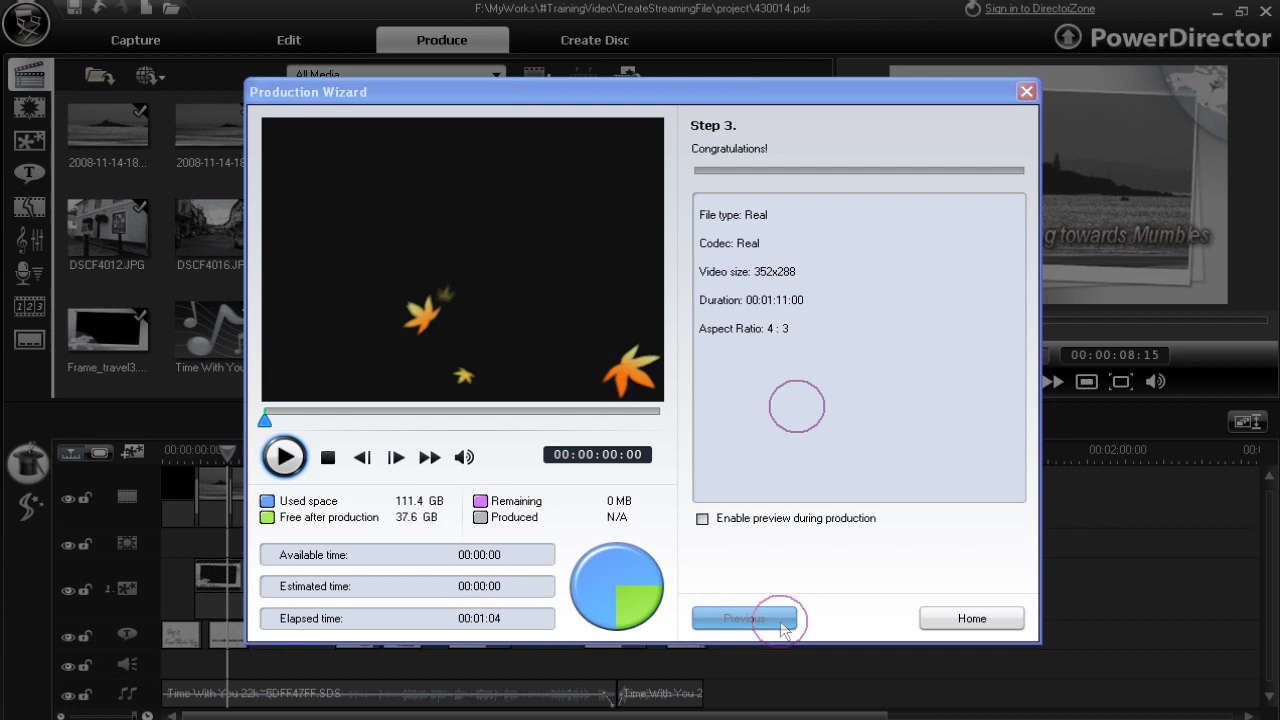 F:\MyWorks\#TrainingVideo\CreateStreamingFile\project\430014.pds
Sign in to DirectorZone
Capture
Edit
Produce
Create Disc
PowerDirector
All Media
Production Wizard
2008-11-14-18...
2008-11-14-18
DSCF4012.JPG
DSCF4016.JP
Frame_travel3....
Time With You
Step 3.
Congratulations!
File type: Real
Codec: Real
Video size: 352x288
Duration: 00:01:11:00
Aspect Ratio: 4 : 3
g towards Mumbles
00:00:08:15
00:00:00:00
Used space 111.4 GB
Remaining 0 MB
Free after production 37.6 GB
Produced N/A
Enable preview during production
Available time: 00:00:00
Estimated time: 00:00:00
Elapsed time: 00:01:04
Previous
Home
00:00:00:00
00:02:00:00
00:
1.
Time With You 22k~5DFF47FF.SDS
Time With You 2